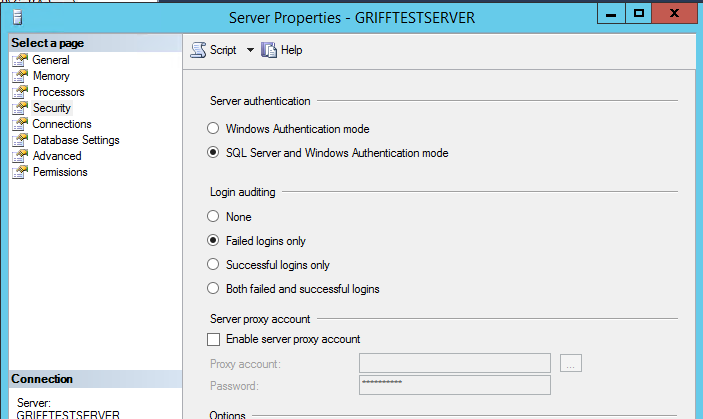 Server Properties - GRIFFTESTSERVER
Select a page
General
Memory
Processors
Security
Connections
Database Settings
Advanced
Permissions
Script
Help
Server authentication
Windows Authentication mode
SQL Server and Windows Authentication mode
Login auditing
None
Failed logins only
Successful logins only
Both failed and successful logins
Server proxy account
Enable server proxy account
Proxy account:
...
Password:
**********
Options
Connection
Server:
GRIFFTESTSERVER